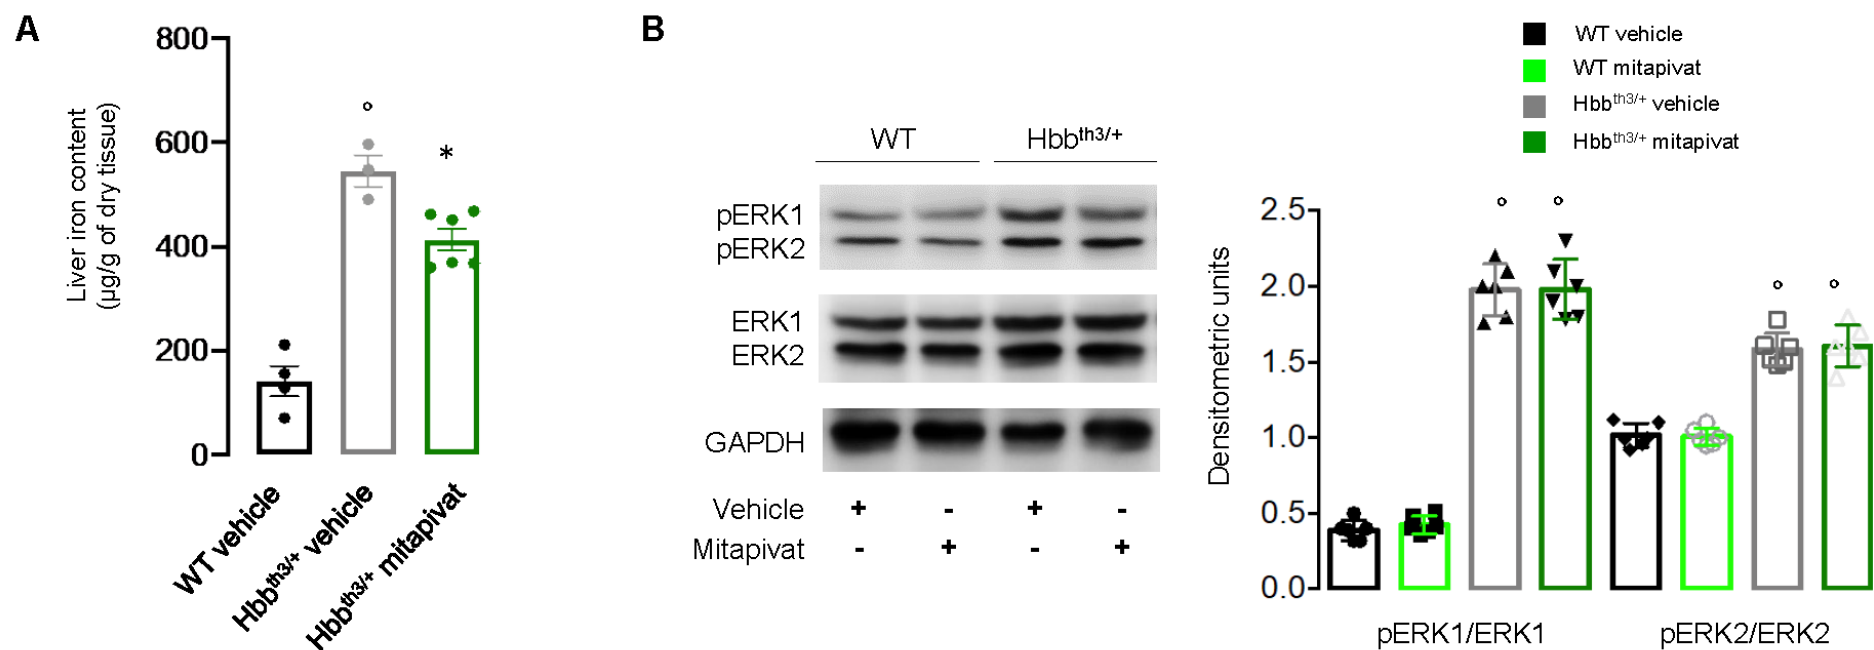 A
800
600
400
200
0
Liver iron content
(µg/g of dry tissue)
WT vehicle
Hbbth3/+ vehicle
Hbbth3/+ mitapivat
*
B
WT
Hbbth3/+
pERK1
pERK2
ERK1
ERK2
GAPDH
Vehicle + - + -
Mitapivat - + - +
WT vehicle
WT mitapivat
Hbbth3/+ vehicle
Hbbth3/+ mitapivat
Densitometric units
2.5
2.0
1.5
1.0
0.5
0.0
pERK1/ERK1
pERK2/ERK2